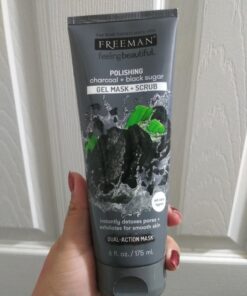 FREEMAN
feeling beautiful
POLISHING
charcoal + black sugar
GEL MASK + SCRUB
instantly detoxes pores +
exfoliates for smooth skin
DUAL-ACTION MASK
6 fl. oz. / 175 mL